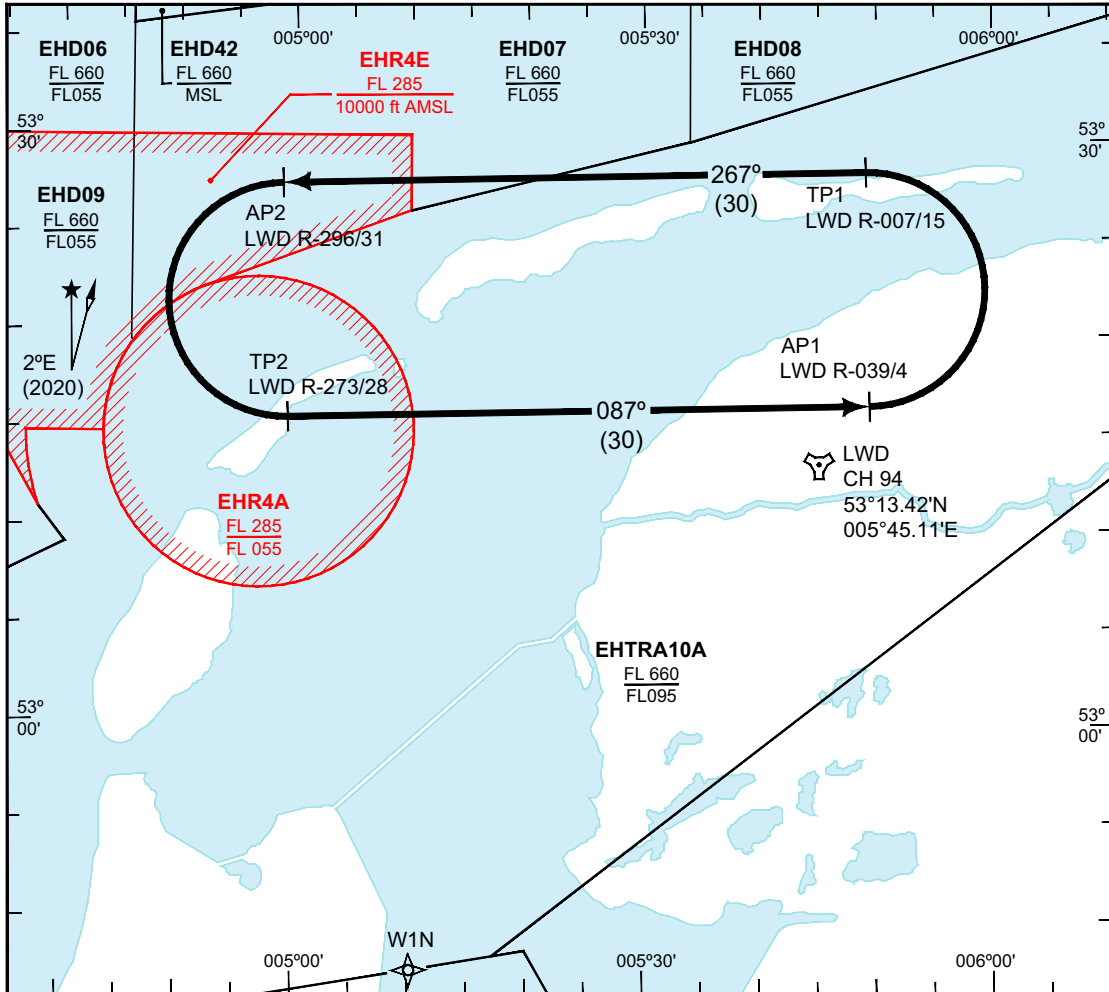 005°00'
005°30'
006°00'
EHD06
FL 660
FL055
EHD42
FL 660
MSL
EHR4E
FL 285
10000 ft AMSL
EHD07
FL 660
FL055
EHD08
FL 660
FL055
53°
30'
53°
30'
EHD09
FL 660
FL055
267°
(30)
TP1
LWD R-007/15
AP2
LWD R-296/31
2°E
(2020)
TP2
LWD R-273/28
AP1
LWD R-039/4
087°
(30)
LWD
CH 94
53°13.42'N
005°45.11'E
EHR4A
FL 285
FL 055
EHTRA10A
FL 660
FL095
53°
00'
53°
00'
W1N
005°00'
005°30'
006°00'